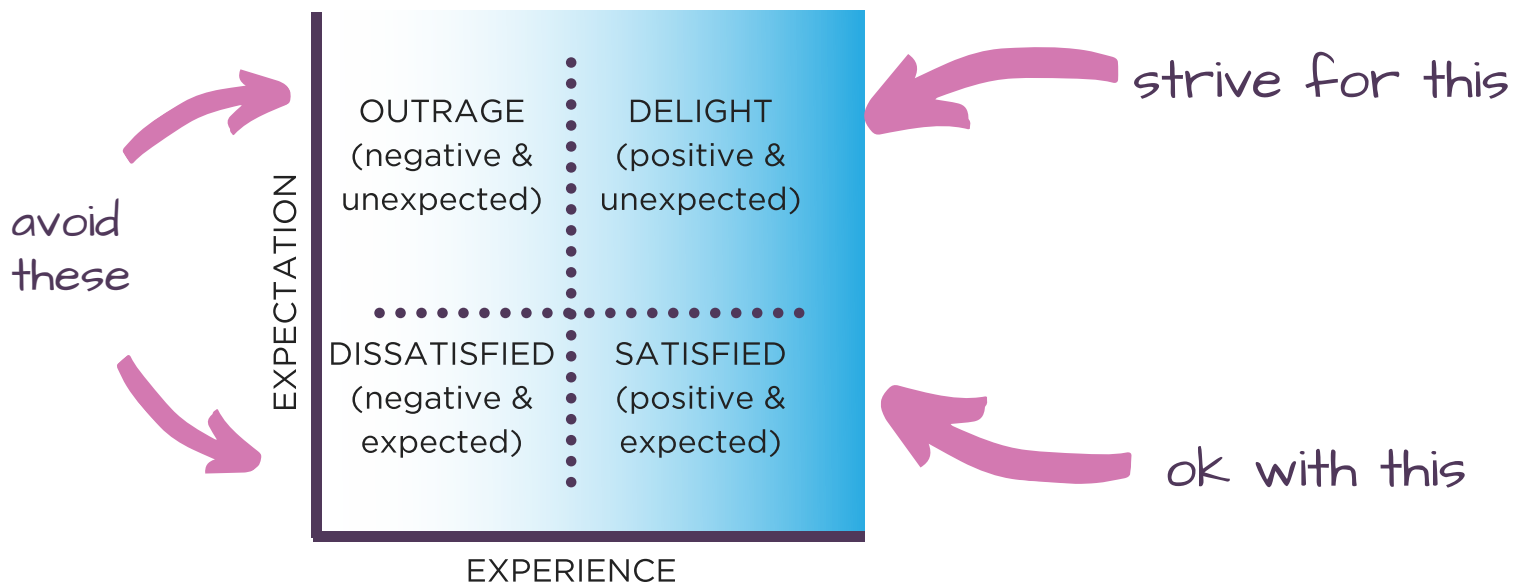 strive for this
OUTRAGE
(negative &
unexpected)
DELIGHT
(positive &
unexpected)
avoid
these
EXPECTATION
DISSATISFIED
(negative &
expected)
SATISFIED
(positive &
expected)
ok with this
EXPERIENCE